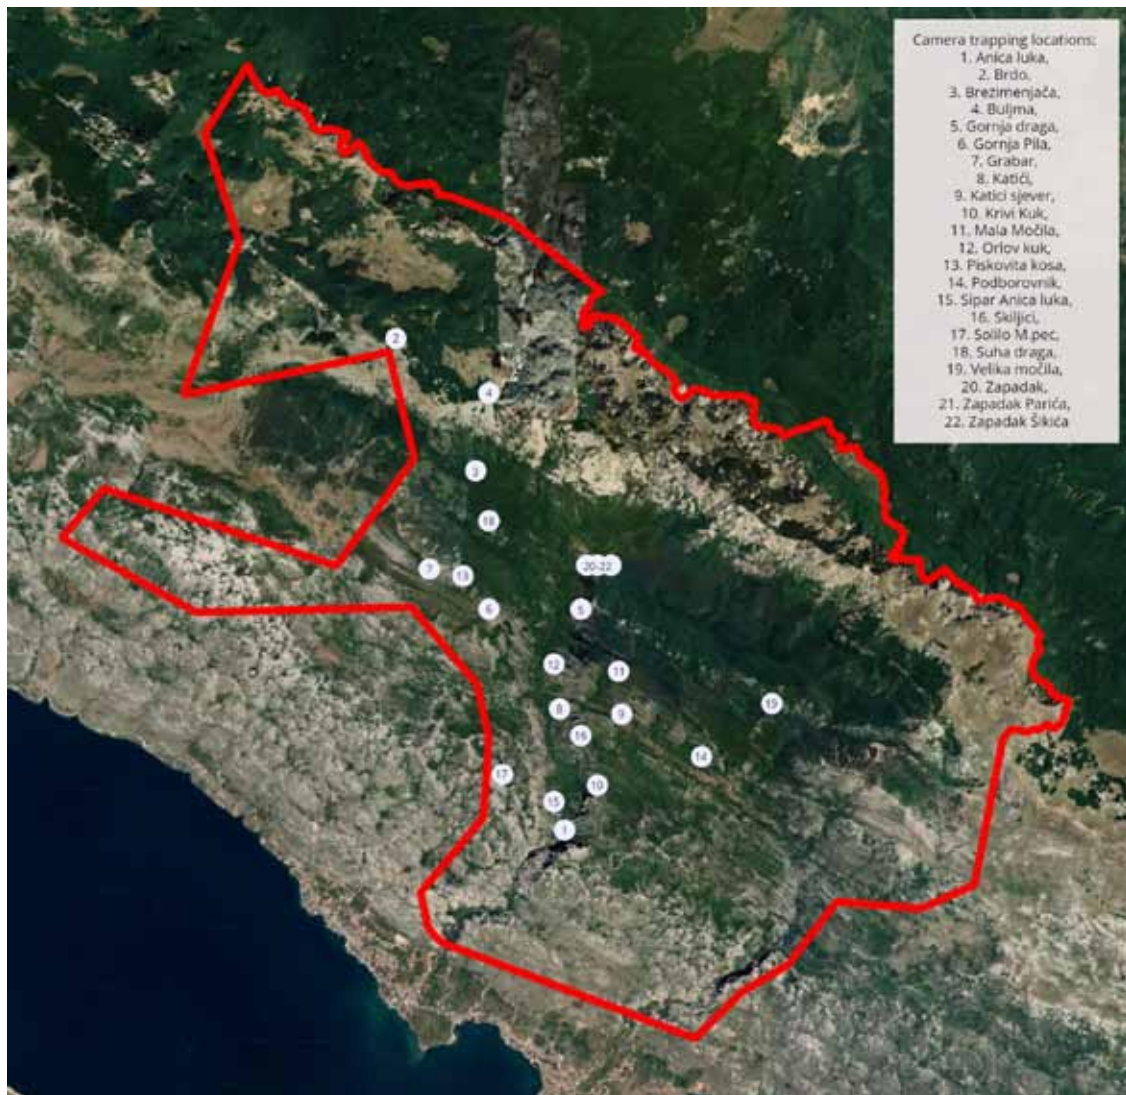 Camera trapping locations:
1. Anica luka,
2. Brdo,
3. Brezimenjača,
4. Buljma,
5. Gornja draga,
6. Gornja Pila,
7. Grabar,
8. Katići,
9. Katici sjever,
10. Krivi Kuk,
11. Mala Močila,
12. Orlov kuk,
13. Piskovita kosa,
14. Podborovnik,
15. Sipar Anica luka,
16. Skiljici,
17. Solilo M.pec,
18. Suha draga,
19. Velika močila,
20. Zapadak,
21. Zapadak Parića,
22. Zapadak Šikića
2
4
3
18
7
13
20-22
6
5
12
11
19
8
9
16
14
17
10
15
1